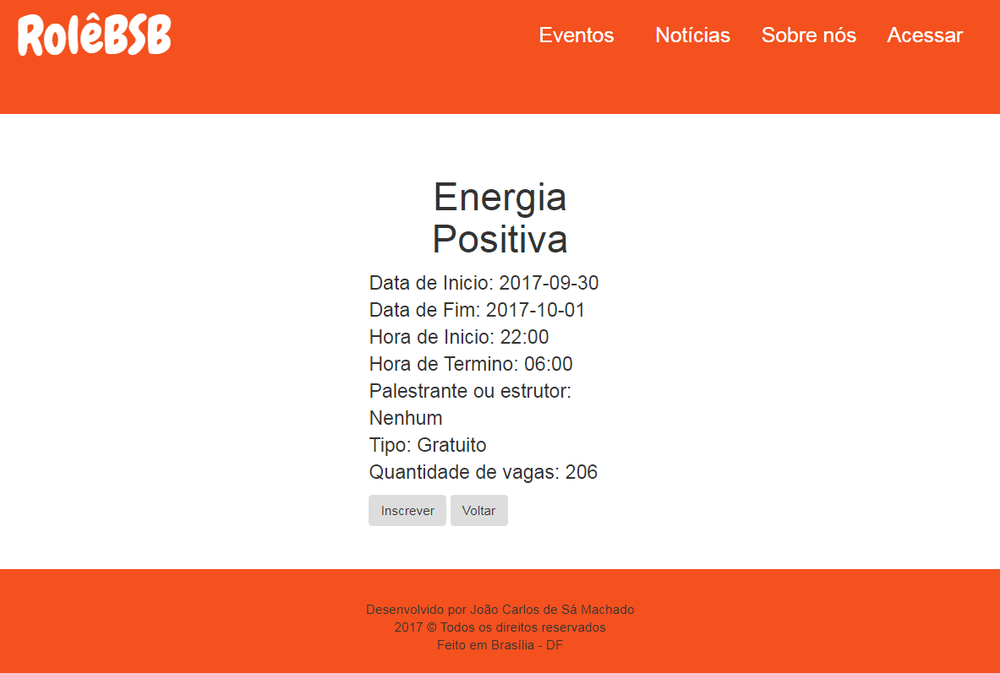 RolêBSB
Eventos Notícias Sobre nós Acessar
Energia
Positiva
Data de Inicio: 2017-09-30
Data de Fim: 2017-10-01
Hora de Inicio: 22:00
Hora de Termino: 06:00
Palestrante ou estrutor:
Nenhum
Tipo: Gratuito
Quantidade de vagas: 206
Inscrever Voltar
Desenvolvido por João Carlos de Sá Machado
2017 © Todos os direitos reservados
Feito em Brasília - DF